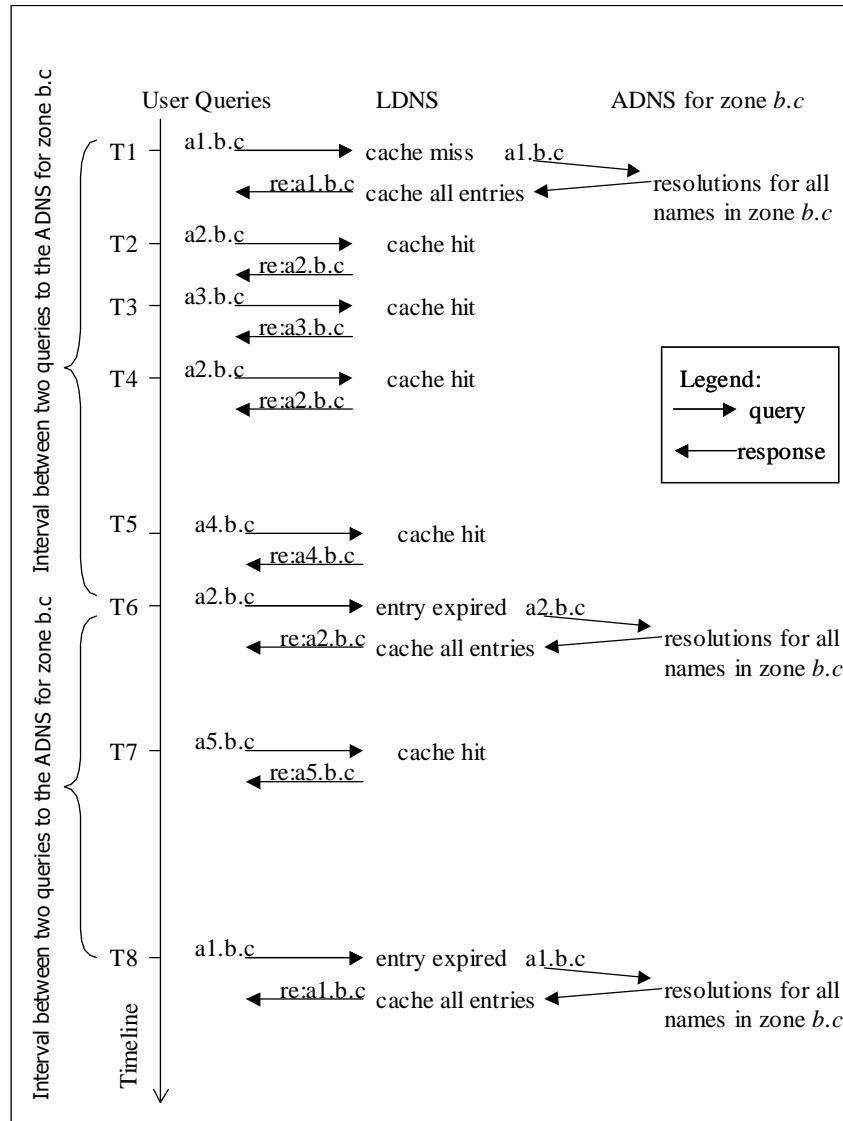 User Queries LDNS ADNS for zone b.c
T1 a1.b.c cache miss a1.b.c
re:a1.b.c cache all entries resolutions for all
names in zone b.c
T2 a2.b.c cache hit
re:a2.b.c
T3 a3.b.c cache hit
re:a3.b.c
T4 a2.b.c cache hit
re:a2.b.c
Legend:
query
response
T5 a4.b.c cache hit
re:a4.b.c
T6 a2.b.c entry expired a2.b.c
re:a2.b.c cache all entries resolutions for all
names in zone b.c
T7 a5.b.c cache hit
re:a5.b.c
T8 a1.b.c entry expired a1.b.c
re:a1.b.c cache all entries resolutions for all
names in zone b.c
Timeline
Interval between two queries to the ADNS for zone b.c
Interval between two queries to the ADNS for zone b.c